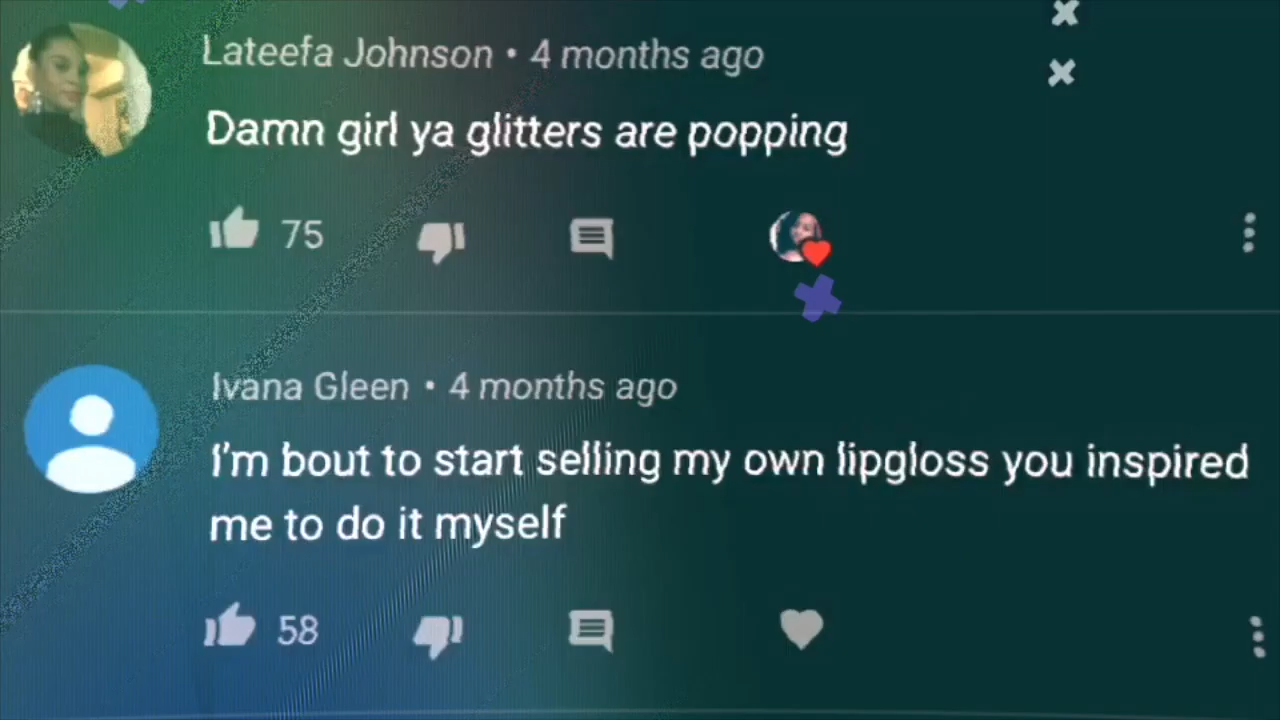 Lateefa Johnson • 4 months ago
Damn girl ya glitters are popping
75
Ivana Gleen • 4 months ago
I'm bout to start selling my own lipgloss you inspired
me to do it myself
58